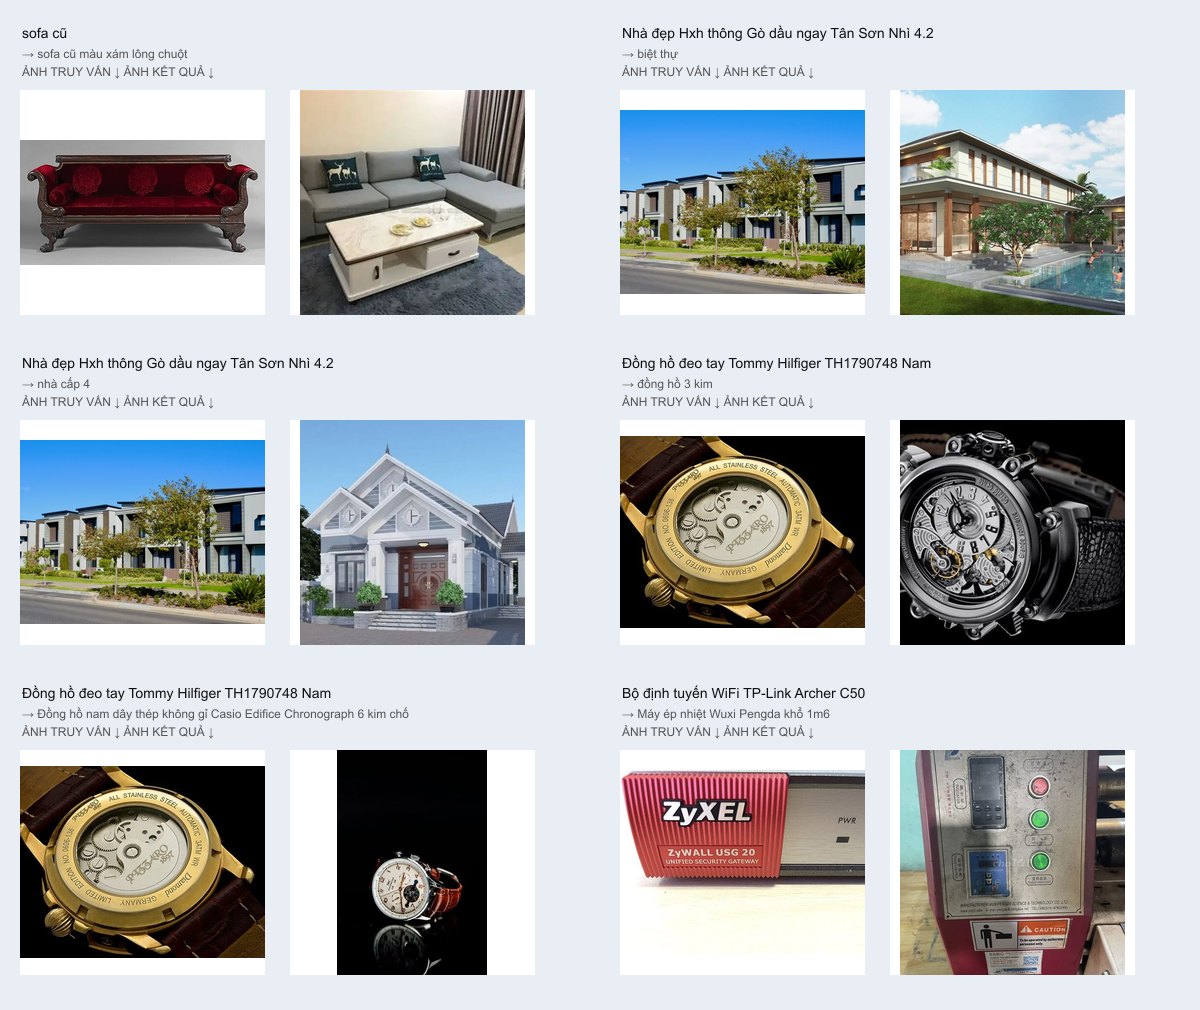 sofa cũ
→ sofa cũ màu xám lông chuột
ẢNH TRUY VẤN ↓ ẢNH KẾT QUẢ ↓
Nhà đẹp Hxh thông Gò dầu ngay Tân Sơn Nhì 4.2
→ biệt thự
ẢNH TRUY VẤN ↓ ẢNH KẾT QUẢ ↓
Nhà đẹp Hxh thông Gò dầu ngay Tân Sơn Nhì 4.2
→ nhà cấp 4
ẢNH TRUY VẤN ↓ ẢNH KẾT QUẢ ↓
Đồng hồ đeo tay Tommy Hilfiger TH1790748 Nam
→ đồng hồ 3 kim
ẢNH TRUY VẤN ↓ ẢNH KẾT QUẢ ↓
ALL STAINLESS STEEL AUTOMATIC 3ATM WR
Diamond
GERMANY LIMITED EDITION NO.
Đồng hồ đeo tay Tommy Hilfiger TH1790748 Nam
→ Đồng hồ nam dây thép không gỉ Casio Edifice Chronograph 6 kim chố
ẢNH TRUY VẤN ↓ ẢNH KẾT QUẢ ↓
ALL STAINLESS STEEL AUTOMATIC 3ATM WR
Diamond
GERMANY LIMITED EDITION NO.
Bộ định tuyến WiFi TP-Link Archer C50
→ Máy ép nhiệt Wuxi Pengda khổ 1m6
ẢNH TRUY VẤN ↓ ẢNH KẾT QUẢ ↓
ZyXEL
PWR
ZyWALL USG 20
UNIFIED SECURITY GATEWAY
CAUTION